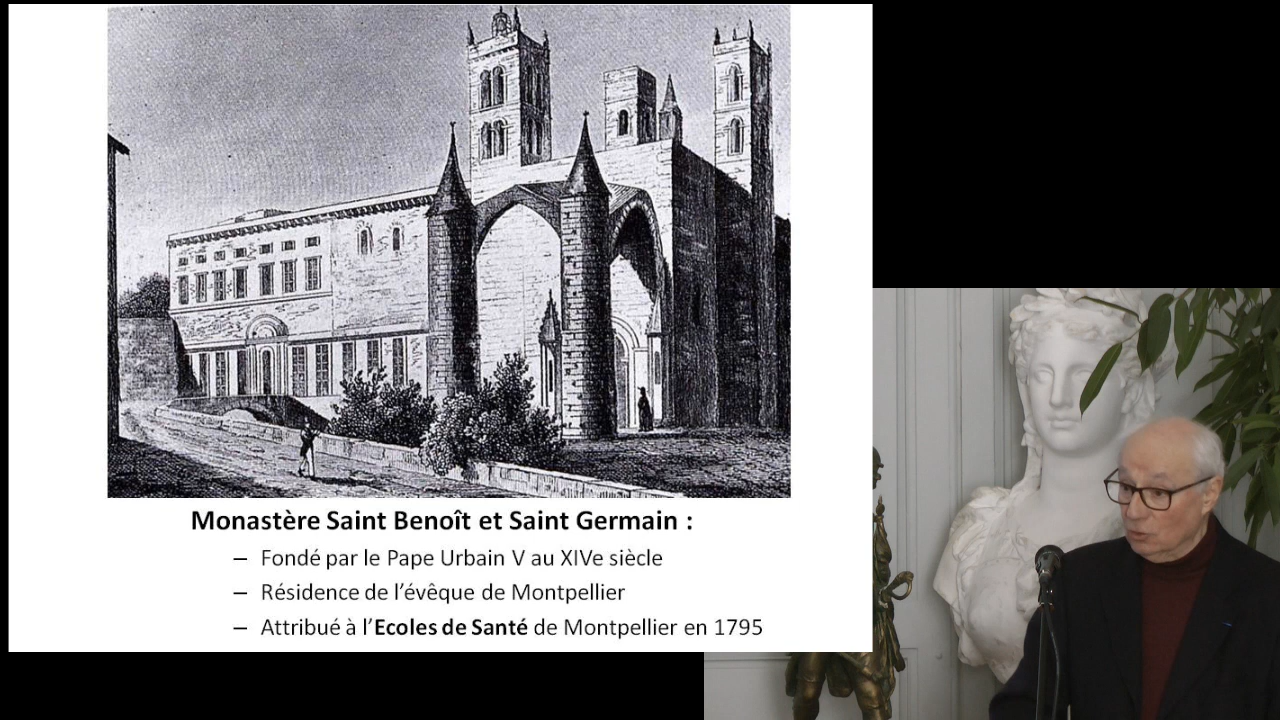 Monastère Saint Benoît et Saint Germain :
– Fondé par le Pape Urbain V au XIVe siècle
– Résidence de l'évêque de Montpellier
– Attribué à l'Ecoles de Santé de Montpellier en 1795